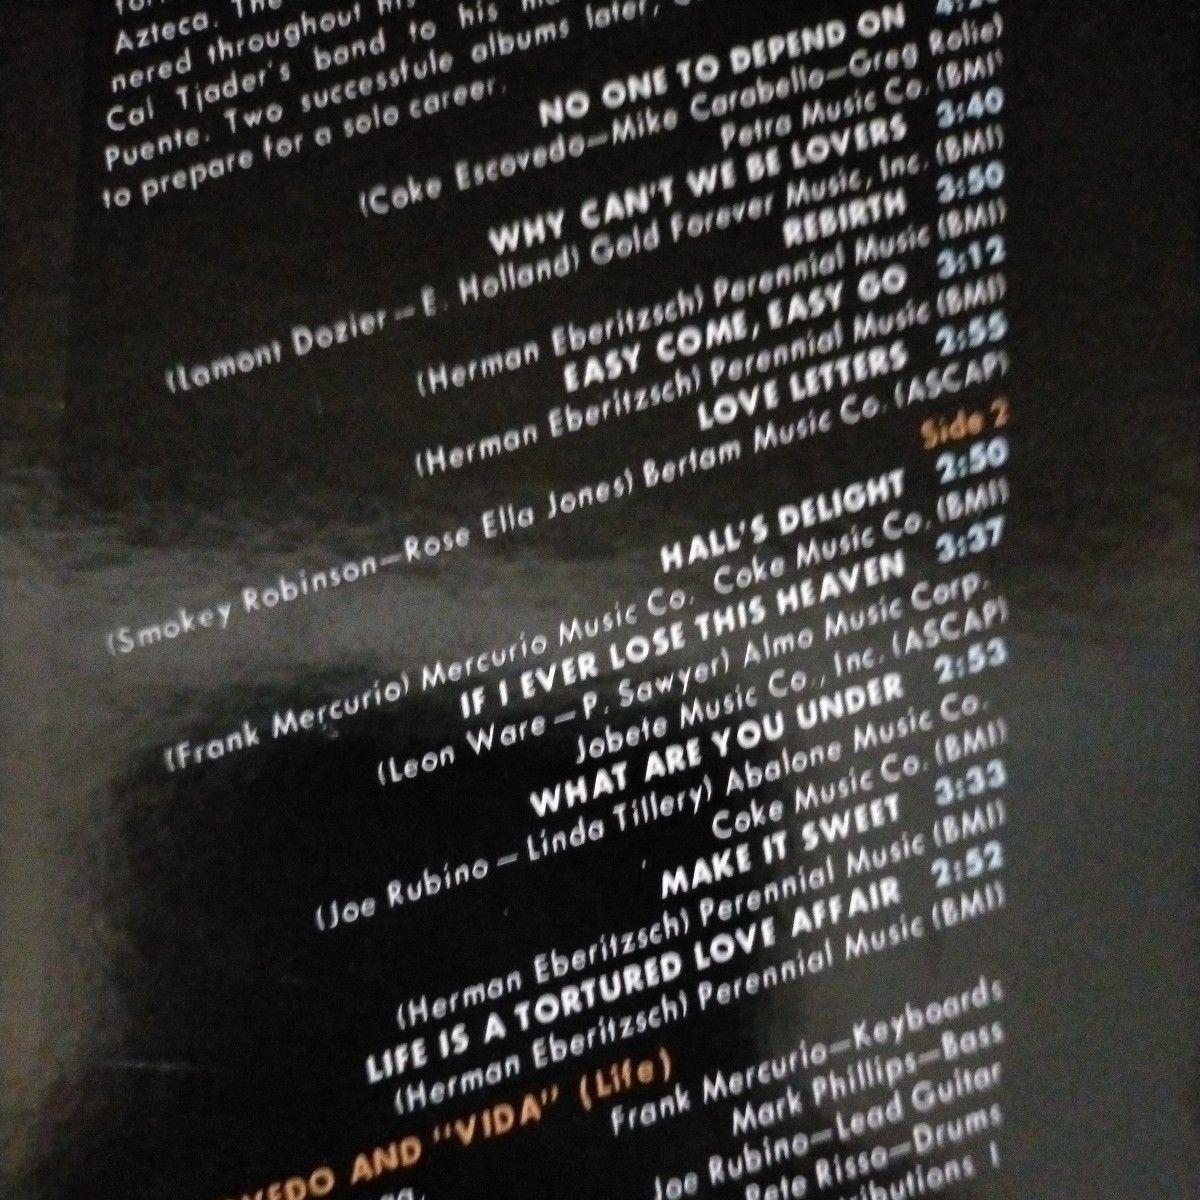 Azteca. The
nered throughout his
Cal Tjader's band to his
Puente. Two successfule albums later,
to prepare for a solo career.
NO ONE TO DEPEND ON
(Coke Escovedo—Mike Carabello—Greg Rolie)
Petra Music Co. (BMI)
WHY CAN'T WE BE LOVERS 3:40
(Lamont Dozier—E. Holland) Gold Forever Music, Inc. (BMI)
REBIRTH 3:50
(Herman Eberitzsch) Perennial Music (BMI)
EASY COME, EASY GO 3:12
(Herman Eberitzsch) Perennial Music (BMI)
LOVE LETTERS 2:55
(Smokey Robinson—Rose Ella Jones) Bertam Music Co. (ASCAP)
Side 2
HALL'S DELIGHT 2:50
(Frank Mercurio) Mercurio Music Co. Coke Music Co. (BMI)
IF I EVER LOSE THIS HEAVEN 3:37
(Leon Ware—P. Sawyer) Almo Music Corp.
Jobete Music Co., Inc. (ASCAP)
WHAT ARE YOU UNDER 2:53
(Joe Rubino—Linda Tillery) Abalone Music Co.
Coke Music Co. (BMI)
MAKE IT SWEET 3:33
(Herman Eberitzsch) Perennial Music (BMI)
LIFE IS A TORTURED LOVE AFFAIR 2:52
(Herman Eberitzsch) Perennial Music (BMI)
VEDO AND "VIDA" (Life)
Frank Mercurio—Keyboards
Mark Phillips—Bass
Joe Rubino—Lead Guitar
Pete Risso—Drums